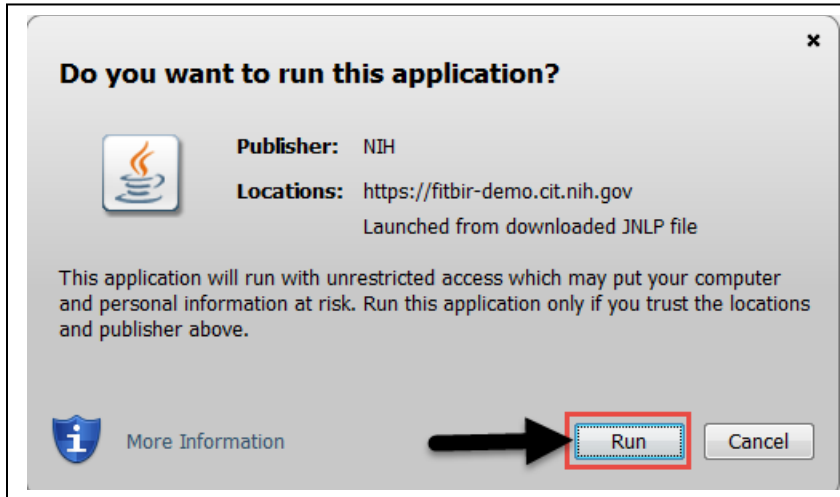 Do you want to run this application?
Publisher: NIH
Locations: https://fitbir-demo.cit.nih.gov
Launched from downloaded JNLP file
This application will run with unrestricted access which may put your computer
and personal information at risk. Run this application only if you trust the locations
and publisher above.
More Information
Run
Cancel